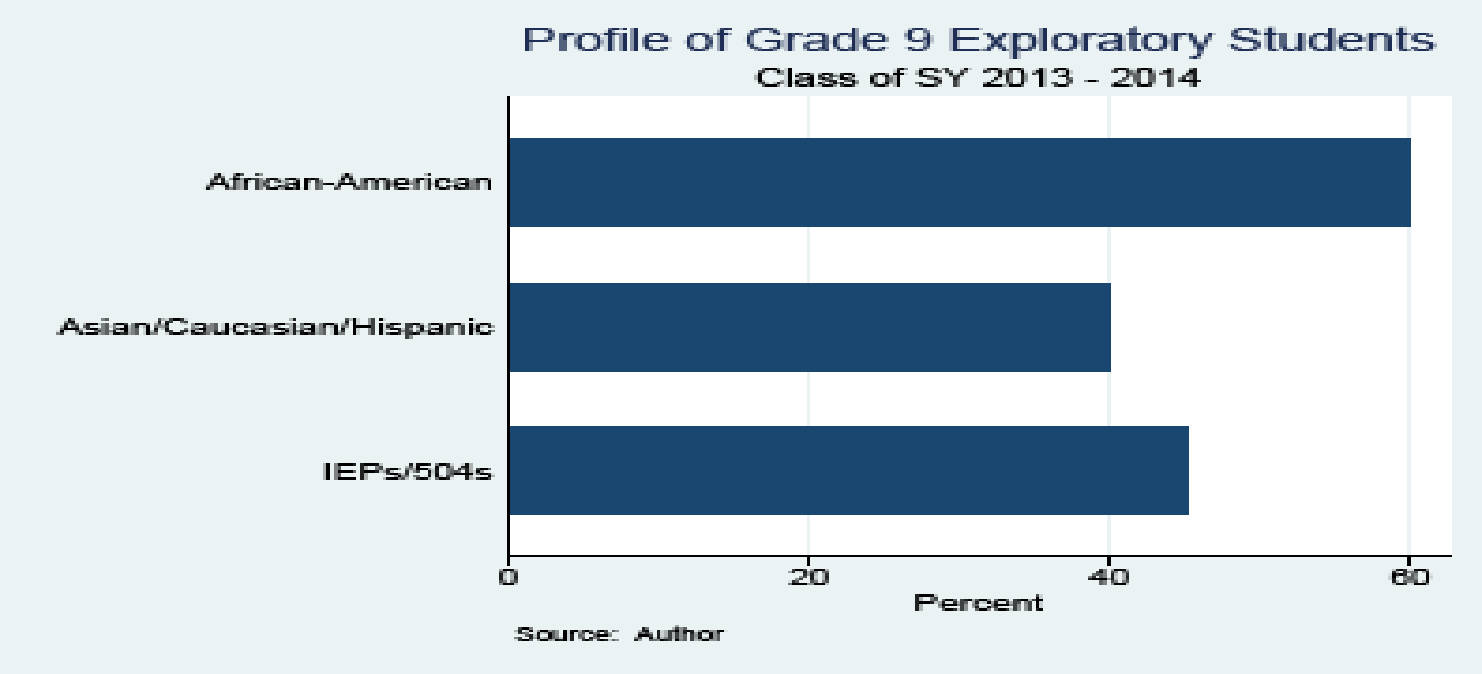 Profile of Grade 9 Exploratory Students
Class of SY 2013 - 2014
African-American
Asian/Caucasian/Hispanic
IEPs/504s
0 20 40 60
Percent
Source: Author